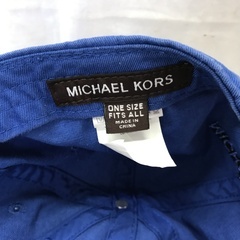 MICHAEL KORS
ONE SIZE
FITS ALL
MADE IN
CHINA